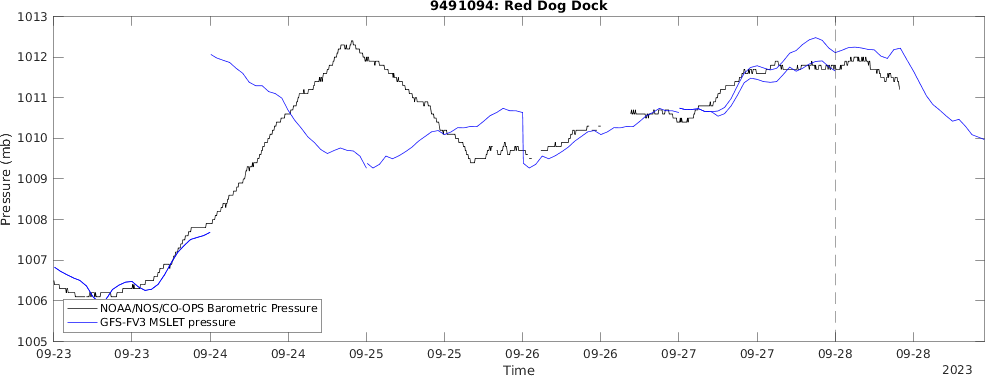 9491094: Red Dog Dock
1013
1012
1011
1010
1009
1008
1007
1006
1005
Pressure (mb)
NOAA/NOS/CO-OPS Barometric Pressure
GFS-FV3 MSLET pressure
09-23 09-23 09-24 09-24 09-25 09-25 09-26 09-26 09-27 09-27 09-28 09-28
Time
2023